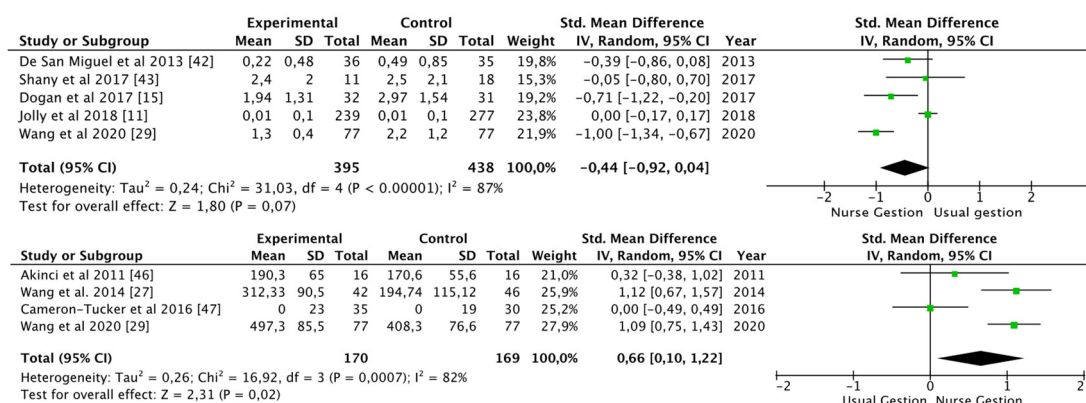 Experimental Control Std. Mean Difference Std. Mean Difference
Study or Subgroup Mean SD Total Mean SD Total Weight IV, Random, 95% CI Year IV, Random, 95% CI
De San Miguel et al 2013 [42] 0,22 0,48 36 0,49 0,85 35 19,8% −0,39 [−0,86, 0,08] 2013
Shany et al 2017 [43] 2,4 2 11 2,5 2,1 18 15,3% −0,05 [−0,80, 0,70] 2017
Dogan et al 2017 [15] 1,94 1,31 32 2,97 1,54 31 19,2% −0,71 [−1,22, −0,20] 2017
Jolly et al 2018 [11] 0,01 0,1 239 0,01 0,1 277 23,8% 0,00 [−0,17, 0,17] 2018
Wang et al 2020 [29] 1,3 0,4 77 2,2 1,2 77 21,9% −1,00 [−1,34, −0,67] 2020
Total (95% CI) 395 438 100,0% −0,44 [−0,92, 0,04]
Heterogeneity: Tau² = 0,24; Chi² = 31,03, df = 4 (P < 0.00001); I² = 87%
Test for overall effect: Z = 1,80 (P = 0,07)
−2 −1 0 1 2
Nurse Gestion Usual gestion
Experimental Control Std. Mean Difference Std. Mean Difference
Study or Subgroup Mean SD Total Mean SD Total Weight IV, Random, 95% CI Year IV, Random, 95% CI
Akinci et al 2011 [46] 190,3 65 16 170,6 55,6 16 21,0% 0,32 [−0,38, 1,02] 2011
Wang et al. 2014 [27] 312,33 90,5 42 194,74 115,12 46 25,9% 1,12 [0,67, 1,57] 2014
Cameron-Tucker et al 2016 [47] 0 23 35 0 19 30 25,2% 0,00 [−0,49, 0,49] 2016
Wang et al 2020 [29] 497,3 85,5 77 408,3 76,6 77 27,9% 1,09 [0,75, 1,43] 2020
Total (95% CI) 170 169 100,0% 0,66 [0,10, 1,22]
Heterogeneity: Tau² = 0,26; Chi² = 16,92, df = 3 (P = 0,0007); I² = 82%
Test for overall effect: Z = 2,31 (P = 0,02)
−2 −1 0 1 2
Usual Gestion Nurse Gestion